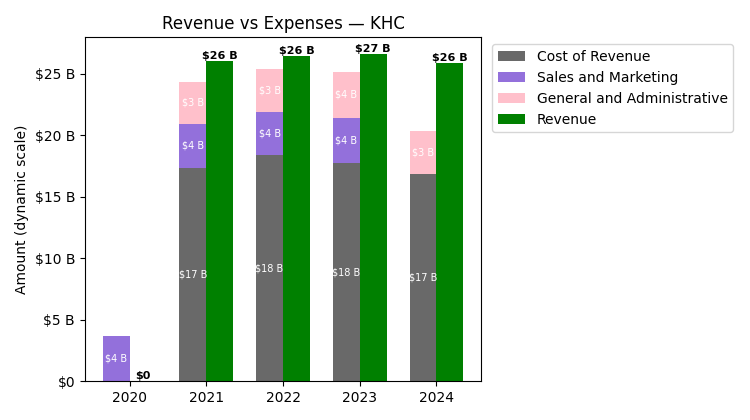 Revenue vs Expenses — KHC
Amount (dynamic scale)
$25 B
$20 B
$15 B
$10 B
$5 B
$0
$4 B
$0
$3 B
$4 B
$17 B
$26 B
$3 B
$4 B
$18 B
$26 B
$4 B
$4 B
$18 B
$27 B
$3 B
$17 B
$26 B
2020
2021
2022
2023
2024
Cost of Revenue
Sales and Marketing
General and Administrative
Revenue